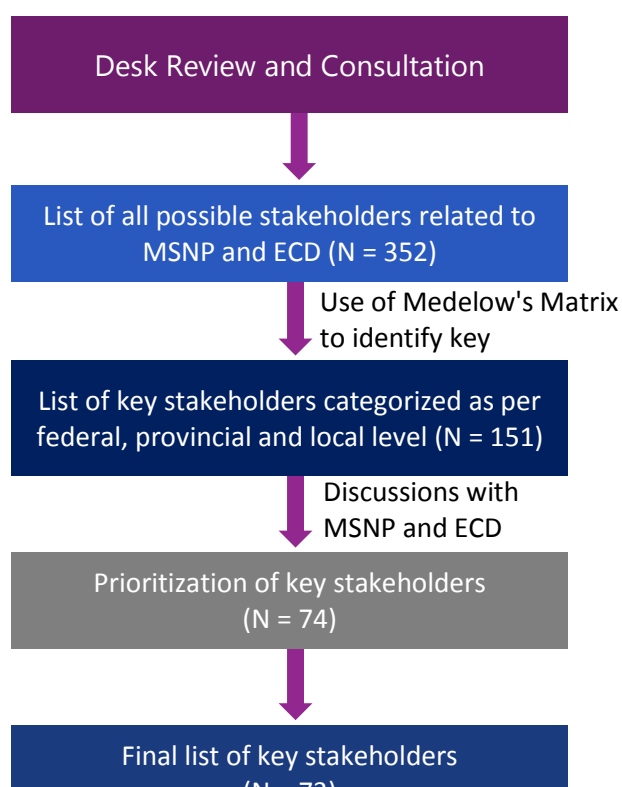 Desk Review and Consultation
List of all possible stakeholders related to
MSNP and ECD (N = 352)
Use of Medelow's Matrix
to identify key
List of key stakeholders categorized as per
federal, provincial and local level (N = 151)
Discussions with
MSNP and ECD
Prioritization of key stakeholders
(N = 74)
Final list of key stakeholders